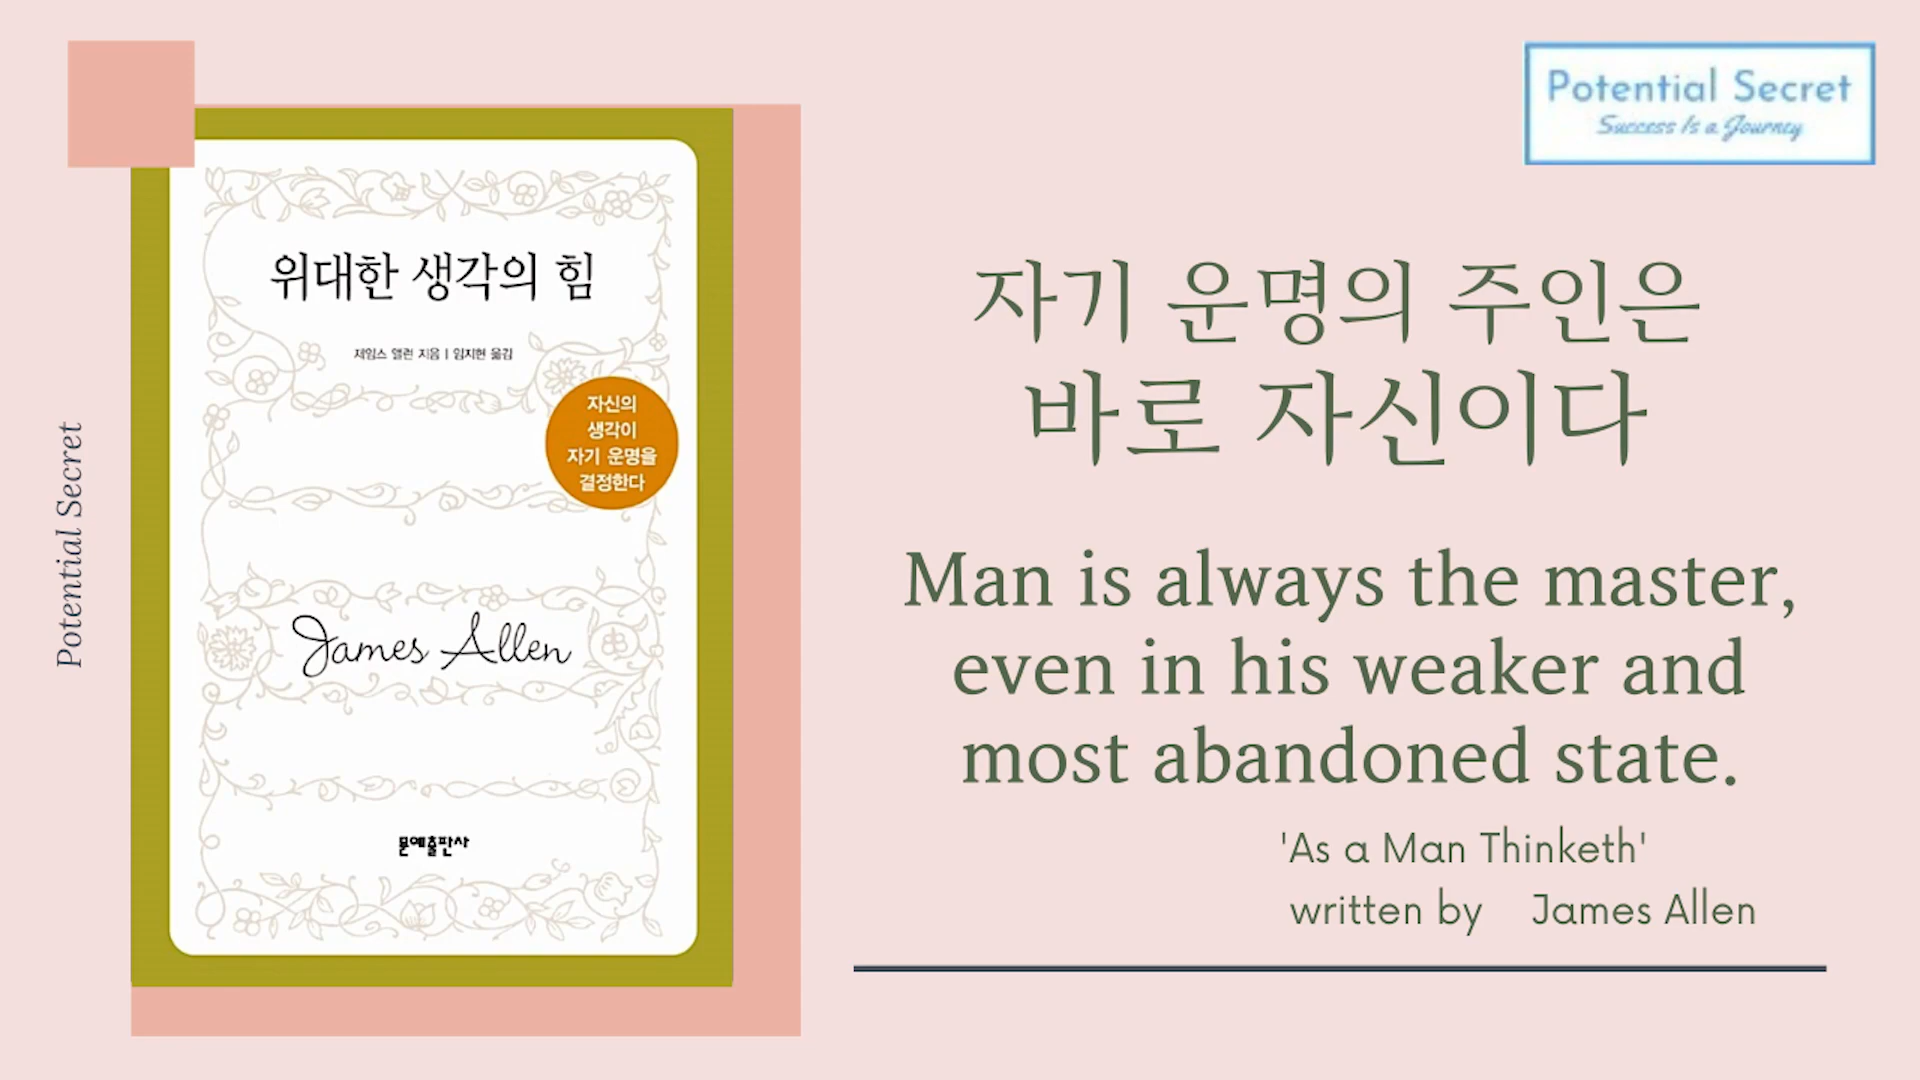 Potential Secret
Success Is a Journey
Potential Secret
위대한 생각의 힘
제임스 앨런 지음 | 임지현 옮김
자신의
생각이
자기 운명을
결정한다
James Allen
문예출판사
자기 운명의 주인은
바로 자신이다
Man is always the master,
even in his weaker and
most abandoned state.
'As a Man Thinketh'
written by James Allen